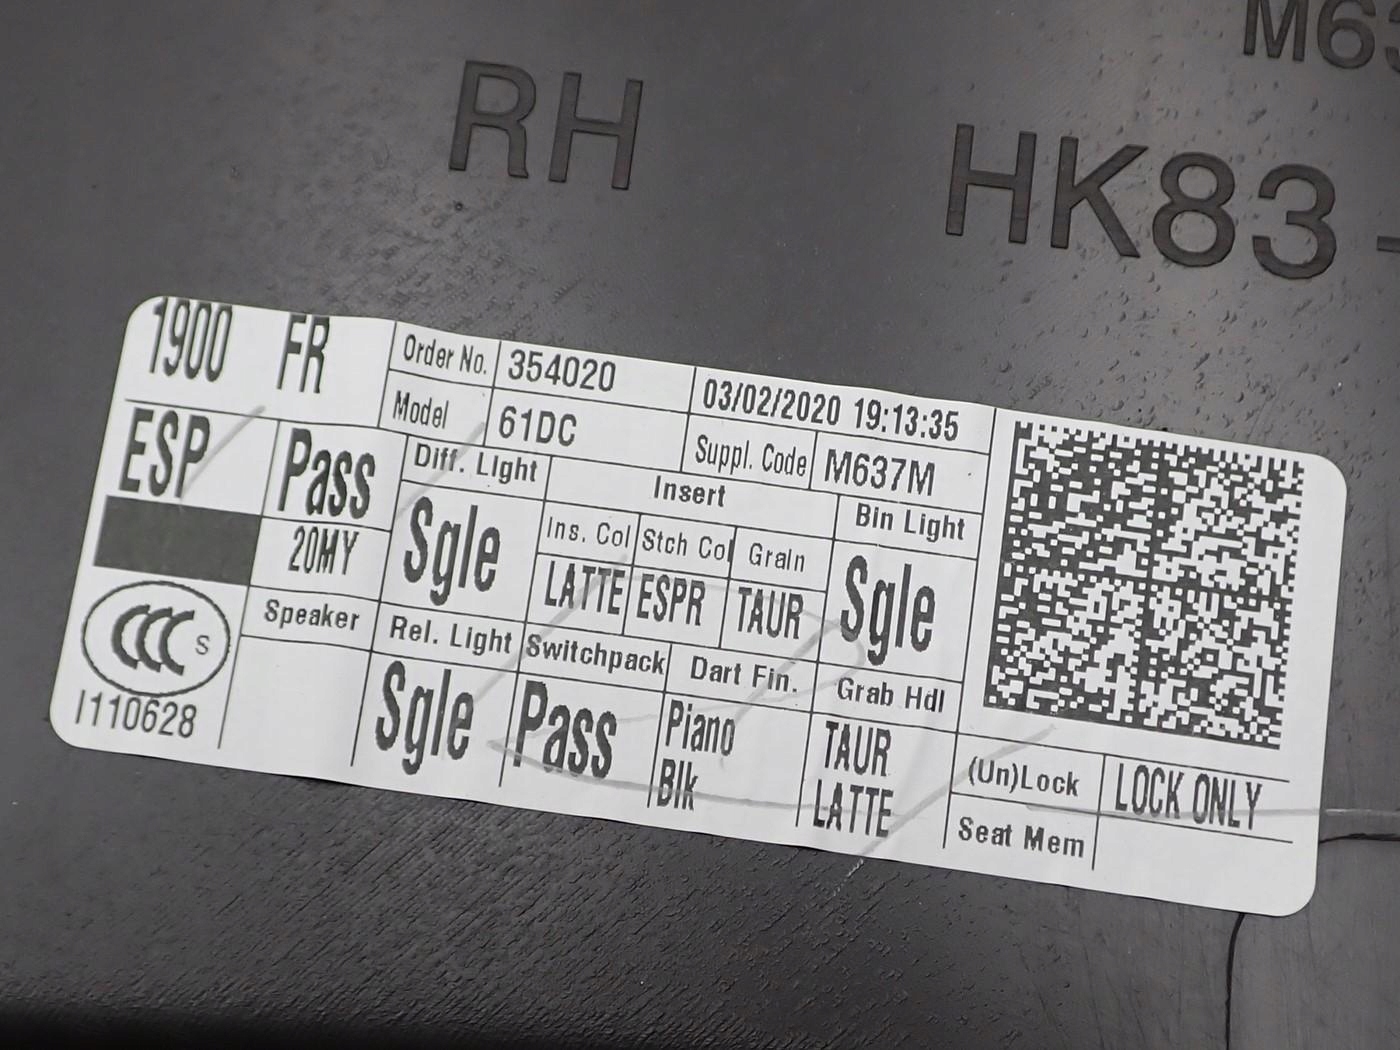 RH
HK83 -
1900 FR
Order No. 354020 03/02/2020 19:13:35
Model 61DC Suppl. Code M637M
ESP Pass
20MY
Diff. LIght Insert Bin Light
Sgle
Ins. Col Stch Col Grain
LATTE ESPR TAUR
Sgle
CCC S
I110628
Speaker
Rel. Light Switchpack Dart Fin. Grab Hdl
Sgle Pass
Piano
Blk
TAUR
LATTE
(Un)Lock LOCK ONLY
Seat Mem